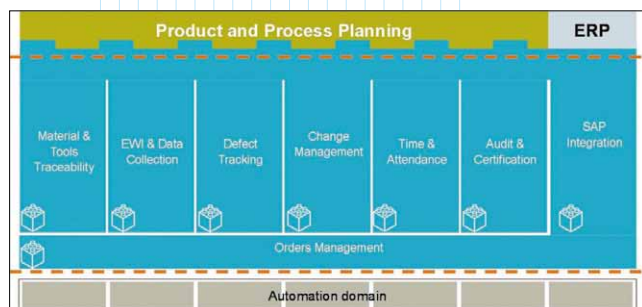 Product and Process Planning
ERP
Material &
Tools
Traceability
EWI & Data
Collection
Defect
Tracking
Change
Management
Time &
Attendance
Audit &
Certification
SAP
Integration
Orders Management
Automation domain